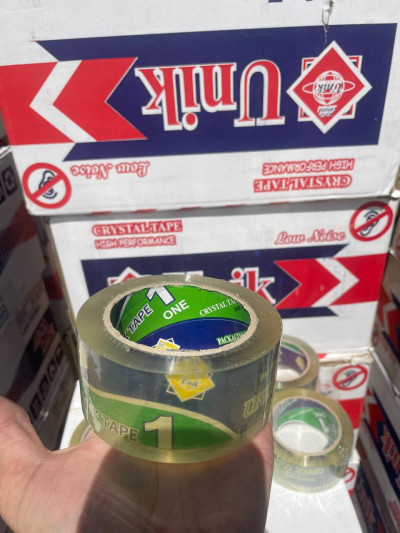 Unik
Low Noise
CRYSTAL TAPE
HIGH PERFORMANCE
CRYSTAL TAPE
HIGH PERFORMANCE
Low Noise
Unik
TAPE
1
ONE
CRYSTAL TAPE
TAPE
1